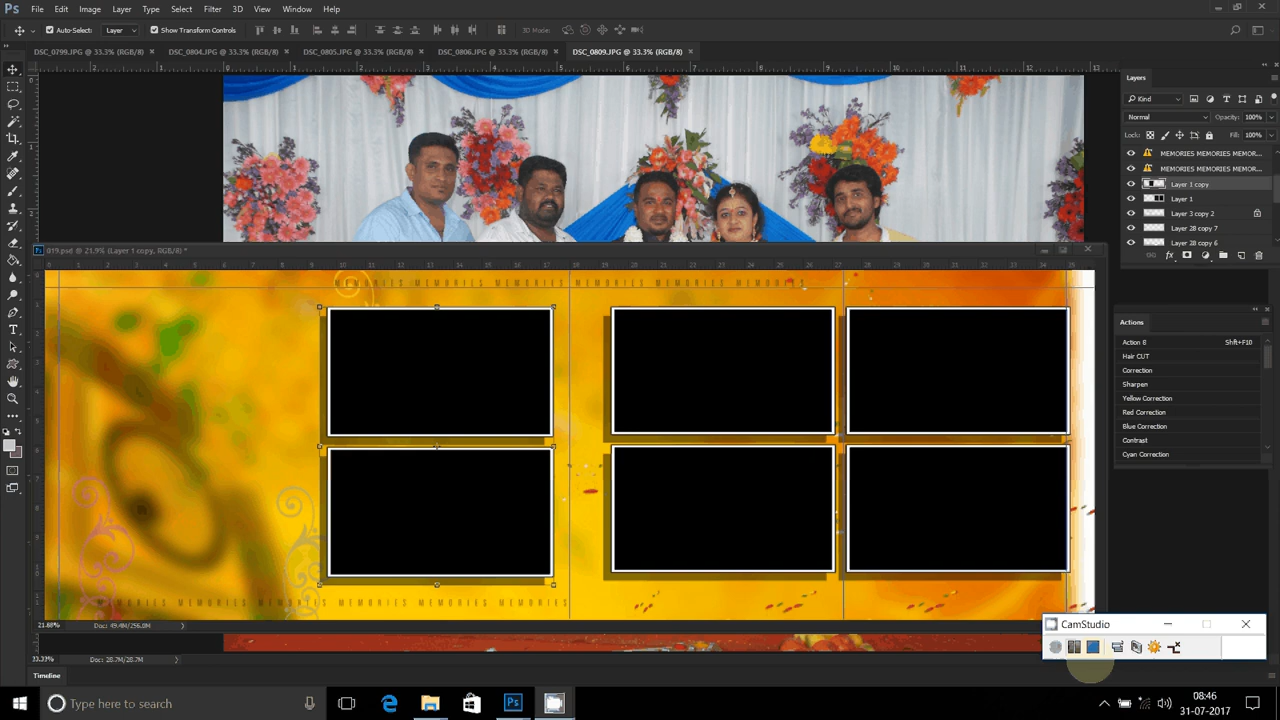 Ps File Edit Image Layer Type Select Filter 3D View Window Help
Auto-Select: Layer Show Transform Controls 3D Mode:
DSC_0799.JPG @ 33.3% (RGB/8) DSC_0804.JPG @ 33.3% (RGB/8) DSC_0805.JPG @ 33.3% (RGB/8) DSC_0806.JPG @ 33.3% (RGB/8) DSC_0809.JPG @ 33.3% (RGB/8)
Layers
Kind
Normal Opacity: 100%
Lock: Fill: 100%
MEMORIES MEMORIES MEMOR...
MEMORIES MEMORIES MEMOR...
Layer 1 copy
Layer 1
Layer 3 copy 2
Layer 28 copy 7
Layer 28 copy 6
fx
019.psd @ 21.9% (Layer 1 copy, RGB/8) *
MEMORIES MEMORIES MEMORIES MEMORIES MEMORIES MEMORIES
Actions
Action 8 Shft+F10
Hair CUT
Correction
Sharpen
Yellow Correction
Red Correction
Blue Correction
Contrast
Cyan Correction
MEMORIES MEMORIES MEMORIES MEMORIES MEMORIES
21.88% Doc: 49.4M/256.0M
CamStudio
33.33% Doc: 28.7M/28.7M
Timeline
Type here to search
Ps
08:46
31-07-2017